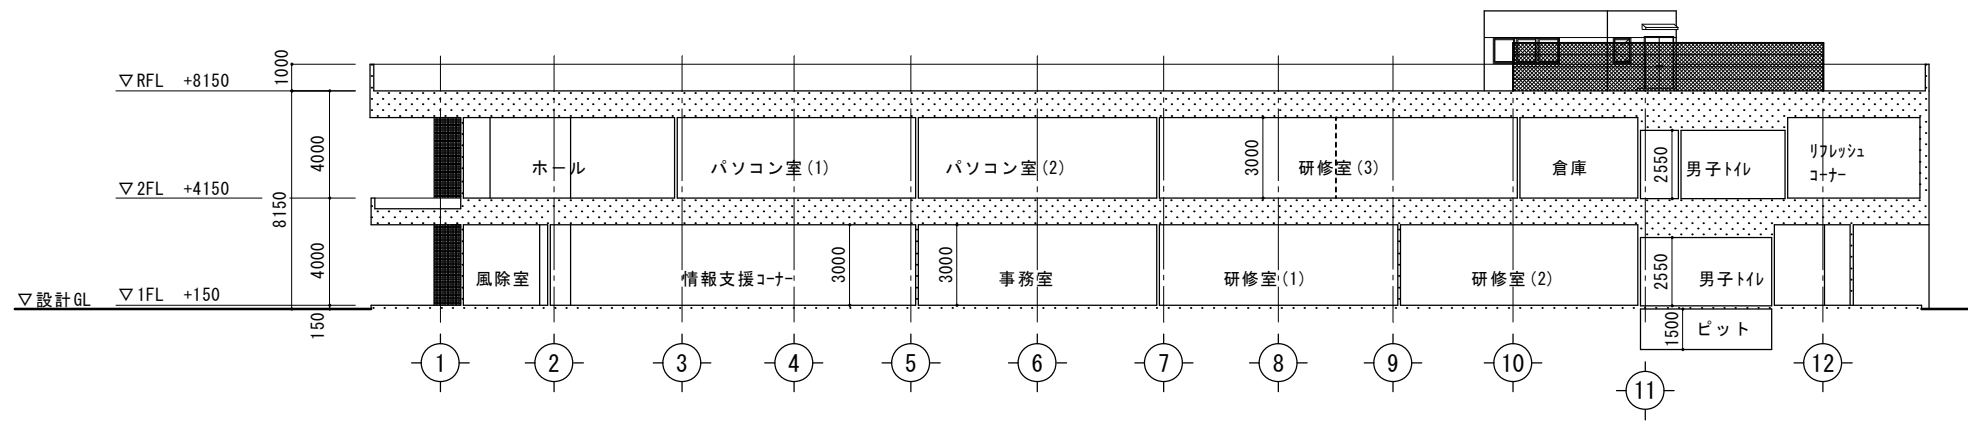 1000
▽RFL +8150
4000
ホール
パソコン室(1)
パソコン室(2)
3000
研修室(3)
倉庫
2550
男子トイレ
リフレッシュ
コーナー
▽2FL +4150
8150
4000
風除室
情報支援コーナー
3000
3000
事務室
研修室(1)
研修室(2)
2550
男子トイレ
▽設計GL
▽1FL +150
150
1500
ピット
1
2
3
4
5
6
7
8
9
10
11
12